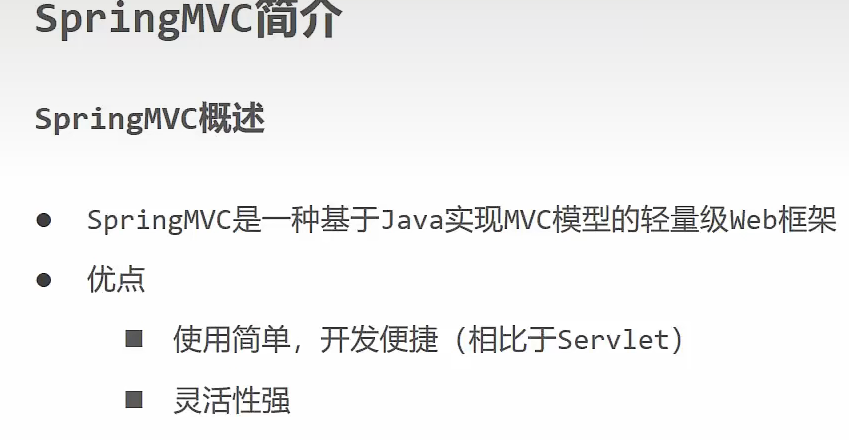 SpringMVC简介
SpringMVC概述
● SpringMVC是一种基于Java实现MVC模型的轻量级Web框架
● 优点
■ 使用简单，开发便捷（相比于Servlet）
■ 灵活性强